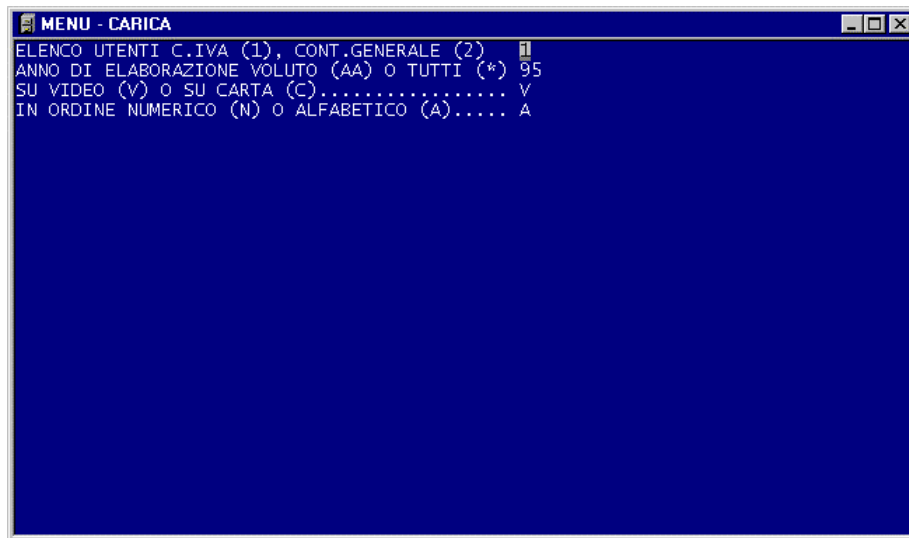 MENU - CARICA
ELENCO UTENTI C.IVA (1), CONT.GENERALE (2) 1
ANNO DI ELABORAZIONE VOLUTO (AA) O TUTTI (*) 95
SU VIDEO (V) O SU CARTA (C)................. V
IN ORDINE NUMERICO (N) O ALFABETICO (A)..... A